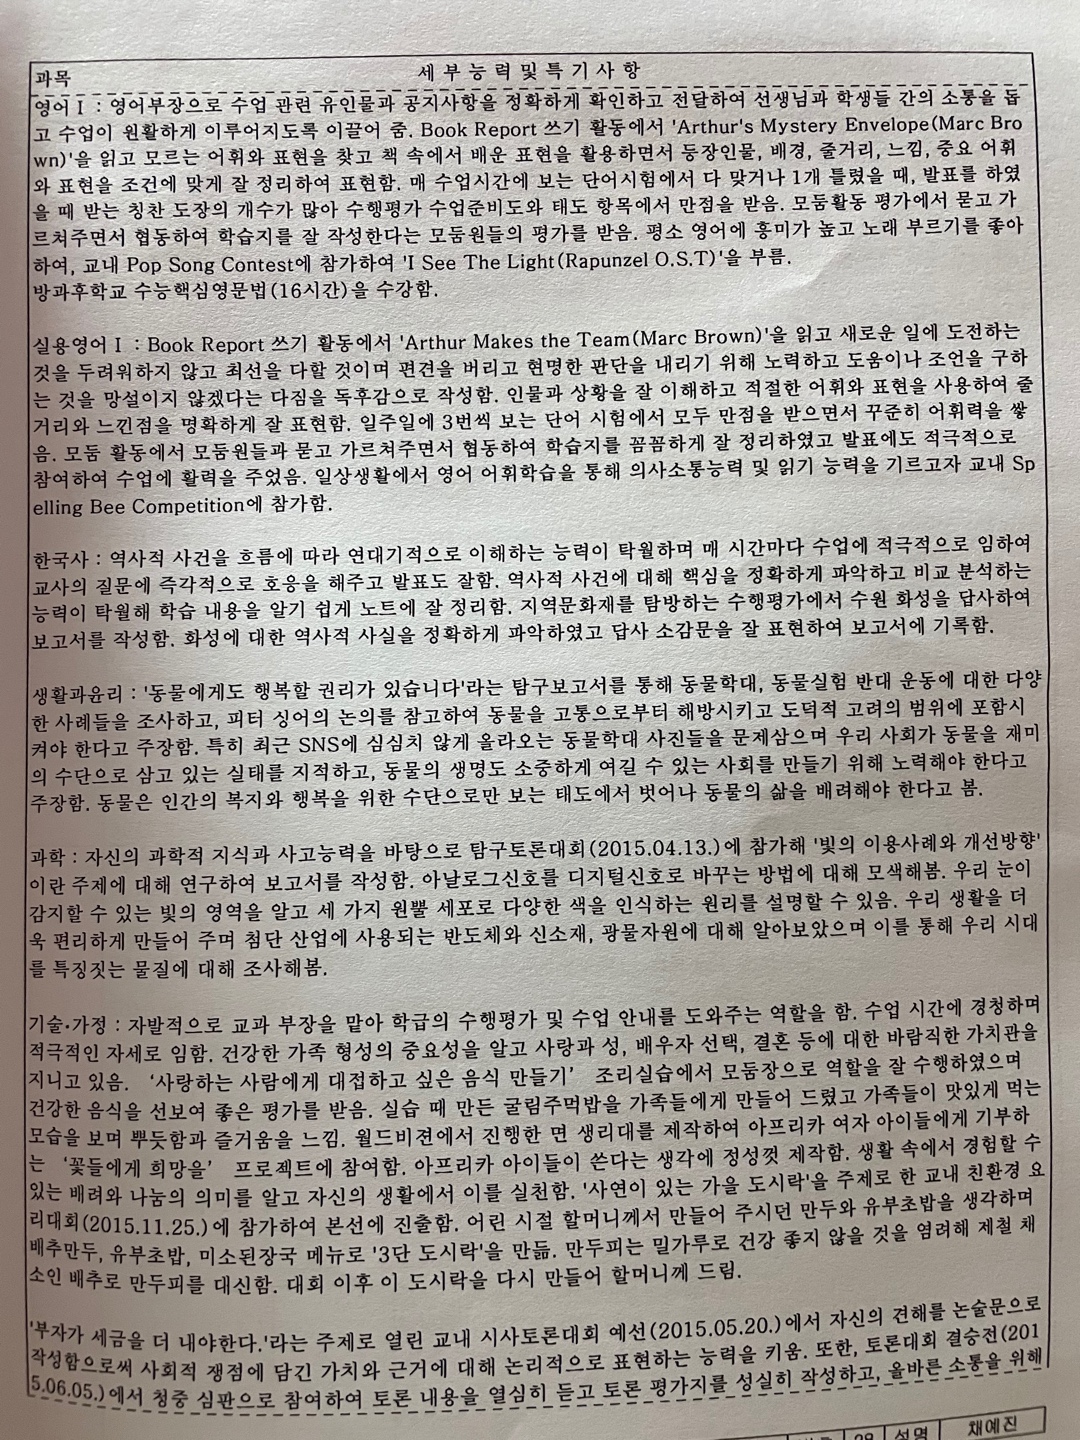 과목 세부능력및특기사항
영어Ⅰ : 영어부장으로 수업 관련 유인물과 공지사항을 정확하게 확인하고 전달하여 선생님과 학생들 간의 소통을 돕
고 수업이 원활하게 이루어지도록 이끌어 줌. Book Report 쓰기 활동에서 'Arthur's Mystery Envelope(Marc Bro
wn)'을 읽고 모르는 어휘와 표현을 찾고 책 속에서 배운 표현을 활용하면서 등장인물, 배경, 줄거리, 느낌, 중요 어휘
와 표현을 조건에 맞게 잘 정리하여 표현함. 매 수업시간에 보는 단어시험에서 다 맞거나 1개 틀렸을 때, 발표를 하였
을 때 받는 칭찬 도장의 개수가 많아 수행평가 수업준비도와 태도 항목에서 만점을 받음. 모둠활동 평가에서 묻고 가
르쳐주면서 협동하여 학습지를 잘 작성한다는 모둠원들의 평가를 받음. 평소 영어에 흥미가 높고 노래 부르기를 좋아
하여, 교내 Pop Song Contest에 참가하여 'I See The Light(Rapunzel O.S.T)'을 부름.
방과후학교 수능핵심영문법(16시간)을 수강함.
실용영어Ⅰ : Book Report 쓰기 활동에서 'Arthur Makes the Team(Marc Brown)'을 읽고 새로운 일에 도전하는
것을 두려워하지 않고 최선을 다할 것이며 편견을 버리고 현명한 판단을 내리기 위해 노력하고 도움이나 조언을 구하
는 것을 망설이지 않겠다는 다짐을 독후감으로 작성함. 인물과 상황을 잘 이해하고 적절한 어휘와 표현을 사용하여 줄
거리와 느낀점을 명확하게 잘 표현함. 일주일에 3번씩 보는 단어 시험에서 모두 만점을 받으면서 꾸준히 어휘력을 쌓
음. 모둠 활동에서 모둠원들과 묻고 가르쳐주면서 협동하여 학습지를 꼼꼼하게 잘 정리하였고 발표에도 적극적으로
참여하여 수업에 활력을 주었음. 일상생활에서 영어 어휘학습을 통해 의사소통능력 및 읽기 능력을 기르고자 교내 Sp
elling Bee Competition에 참가함.
한국사 : 역사적 사건을 흐름에 따라 연대기적으로 이해하는 능력이 탁월하며 매 시간마다 수업에 적극적으로 임하여
교사의 질문에 즉각적으로 호응을 해주고 발표도 잘함. 역사적 사건에 대해 핵심을 정확하게 파악하고 비교 분석하는
능력이 탁월해 학습 내용을 알기 쉽게 노트에 잘 정리함. 지역문화재를 탐방하는 수행평가에서 수원 화성을 답사하여
보고서를 작성함. 화성에 대한 역사적 사실을 정확하게 파악하였고 답사 소감문을 잘 표현하여 보고서에 기록함.
생활과윤리 : '동물에게도 행복할 권리가 있습니다'라는 탐구보고서를 통해 동물학대, 동물실험 반대 운동에 대한 다양
한 사례들을 조사하고, 피터 싱어의 논의를 참고하여 동물을 고통으로부터 해방시키고 도덕적 고려의 범위에 포함시
켜야 한다고 주장함. 특히 최근 SNS에 심심치 않게 올라오는 동물학대 사진들을 문제삼으며 우리 사회가 동물을 재미
의 수단으로 삼고 있는 실태를 지적하고, 동물의 생명도 소중하게 여길 수 있는 사회를 만들기 위해 노력해야 한다고
주장함. 동물은 인간의 복지와 행복을 위한 수단으로만 보는 태도에서 벗어나 동물의 삶을 배려해야 한다고 봄.
과학 : 자신의 과학적 지식과 사고능력을 바탕으로 탐구토론대회(2015.04.13.)에 참가해 '빛의 이용사례와 개선방향'
이란 주제에 대해 연구하여 보고서를 작성함. 아날로그신호를 디지털신호로 바꾸는 방법에 대해 모색해봄. 우리 눈이
감지할 수 있는 빛의 영역을 알고 세 가지 원뿔 세포로 다양한 색을 인식하는 원리를 설명할 수 있음. 우리 생활을 더
욱 편리하게 만들어 주며 첨단 산업에 사용되는 반도체와 신소재, 광물자원에 대해 알아보았으며 이를 통해 우리 시대
를 특징짓는 물질에 대해 조사해봄.
기술·가정 : 자발적으로 교과 부장을 맡아 학급의 수행평가 및 수업 안내를 도와주는 역할을 함. 수업 시간에 경청하며
적극적인 자세로 임함. 건강한 가족 형성의 중요성을 알고 사랑과 성, 배우자 선택, 결혼 등에 대한 바람직한 가치관을
지니고 있음. ‘사랑하는 사람에게 대접하고 싶은 음식 만들기’ 조리실습에서 모둠장으로 역할을 잘 수행하였으며
건강한 음식을 선보여 좋은 평가를 받음. 실습 때 만든 굴림주먹밥을 가족들에게 만들어 드렸고 가족들이 맛있게 먹는
모습을 보며 뿌듯함과 즐거움을 느낌. 월드비젼에서 진행한 면 생리대를 제작하여 아프리카 여자 아이들에게 기부하
는 ‘꽃들에게 희망을’ 프로젝트에 참여함. 아프리카 아이들이 쓴다는 생각에 정성껏 제작함. 생활 속에서 경험할 수
있는 배려와 나눔의 의미를 알고 자신의 생활에서 이를 실천함. '사연이 있는 가을 도시락'을 주제로 한 교내 친환경 요
리대회(2015.11.25.)에 참가하여 본선에 진출함. 어린 시절 할머니께서 만들어 주시던 만두와 유부초밥을 생각하며
배추만두, 유부초밥, 미소된장국 메뉴로 '3단 도시락'을 만듦. 만두피는 밀가루로 건강 좋지 않을 것을 염려해 제철 채
소인 배추로 만두피를 대신함. 대회 이후 이 도시락을 다시 만들어 할머니께 드림.
'부자가 세금을 더 내야한다.'라는 주제로 열린 교내 시사토론대회 예선(2015.05.20.)에서 자신의 견해를 논술문으로
작성함으로써 사회적 쟁점에 담긴 가치와 근거에 대해 논리적으로 표현하는 능력을 키움. 또한, 토론대회 결승전(201
5.06.05.)에서 청중 심판으로 참여하여 토론 내용을 열심히 듣고 토론 평가지를 성실히 작성하고, 올바른 소통을 위해
28 성명 채예진